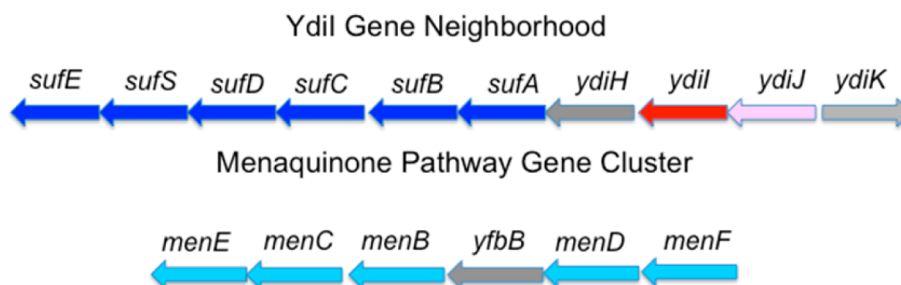 YdiI Gene Neighborhood
sufE sufS sufD sufC sufB sufA ydiH ydiI ydiJ ydiK
Menaquinone Pathway Gene Cluster
menE menC menB yfbB menD menF